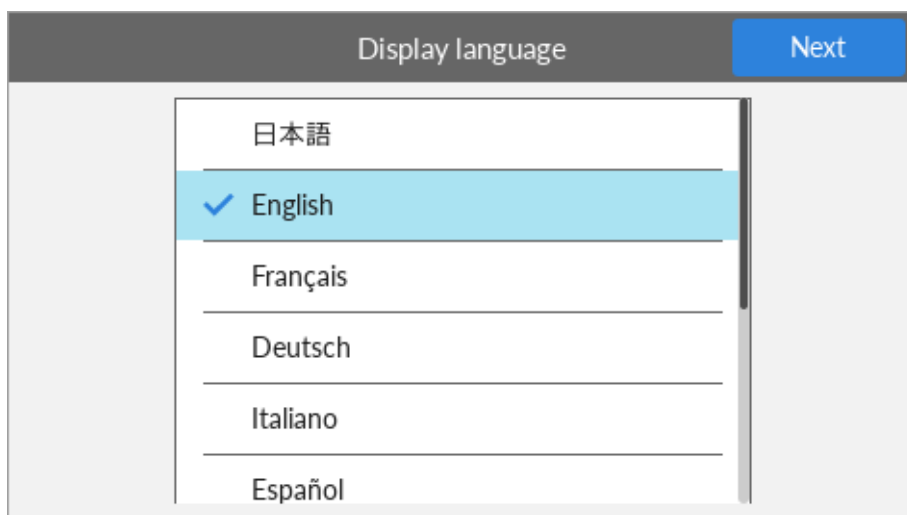 Display language
Next
日本語
English
Français
Deutsch
Italiano
Español